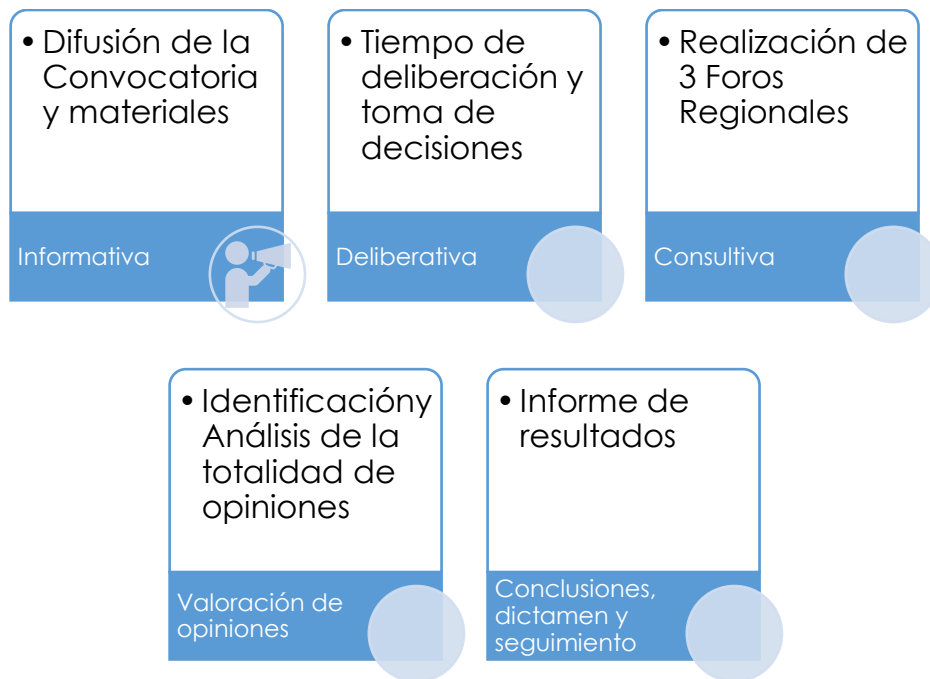 • Difusión de la
Convocatoria
y materiales
Informativa
• Tiempo de
deliberación y
toma de
decisiones
Deliberativa
• Realización de
3 Foros
Regionales
Consultiva
• Identificacióny
Análisis de la
totalidad de
opiniones
Valoración de
opiniones
• Informe de
resultados
Conclusiones,
dictamen y
seguimiento